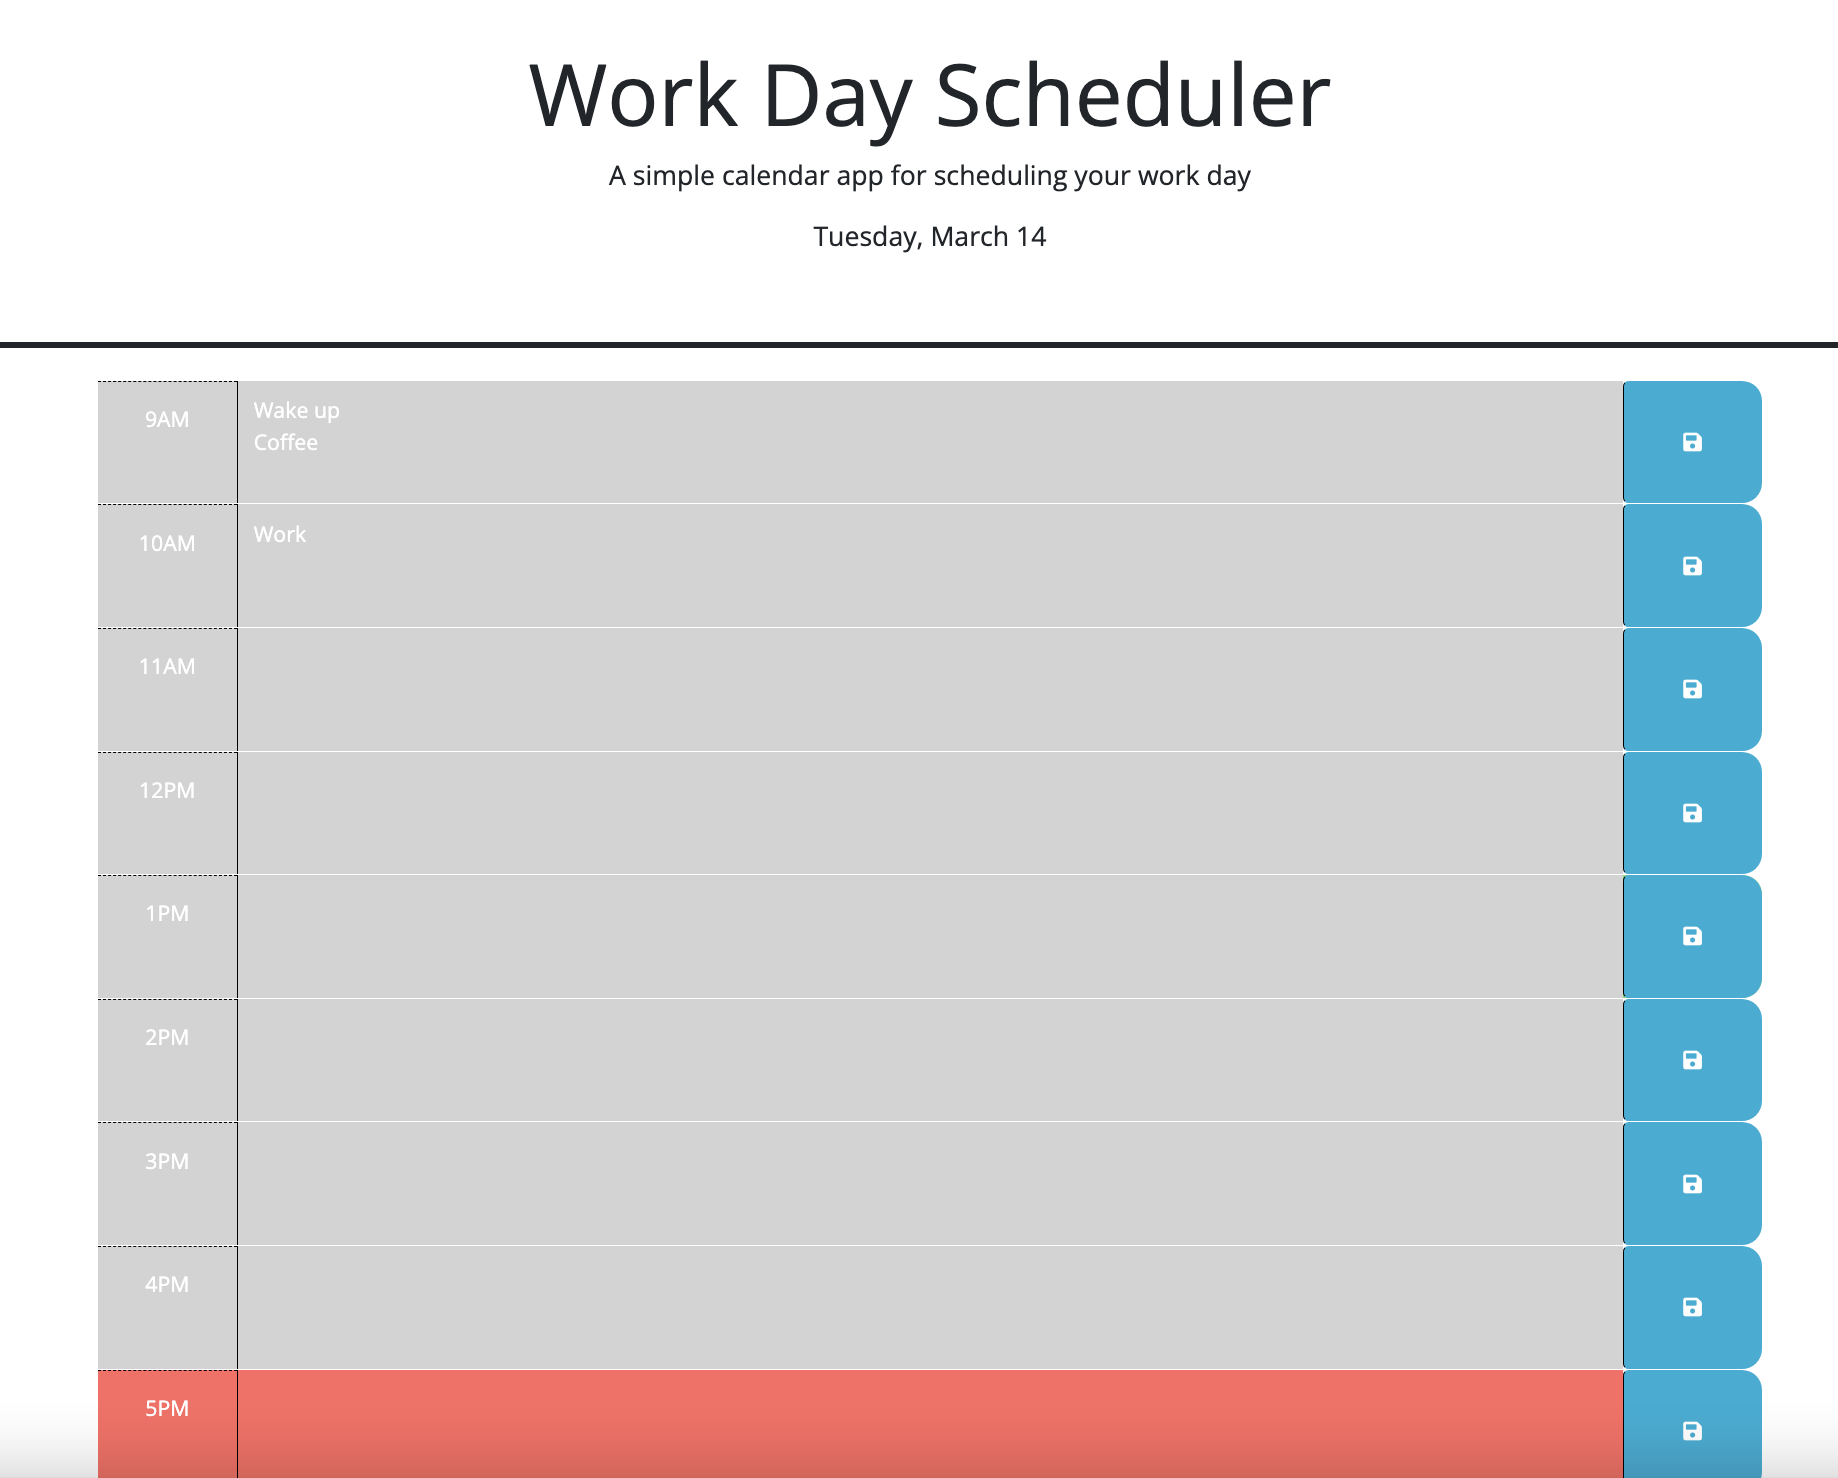 Work Day Scheduler
A simple calendar app for scheduling your work day
Tuesday, March 14
9AM
Wake up
Coffee
10AM
Work
11AM
12PM
1PM
2PM
3PM
4PM
5PM